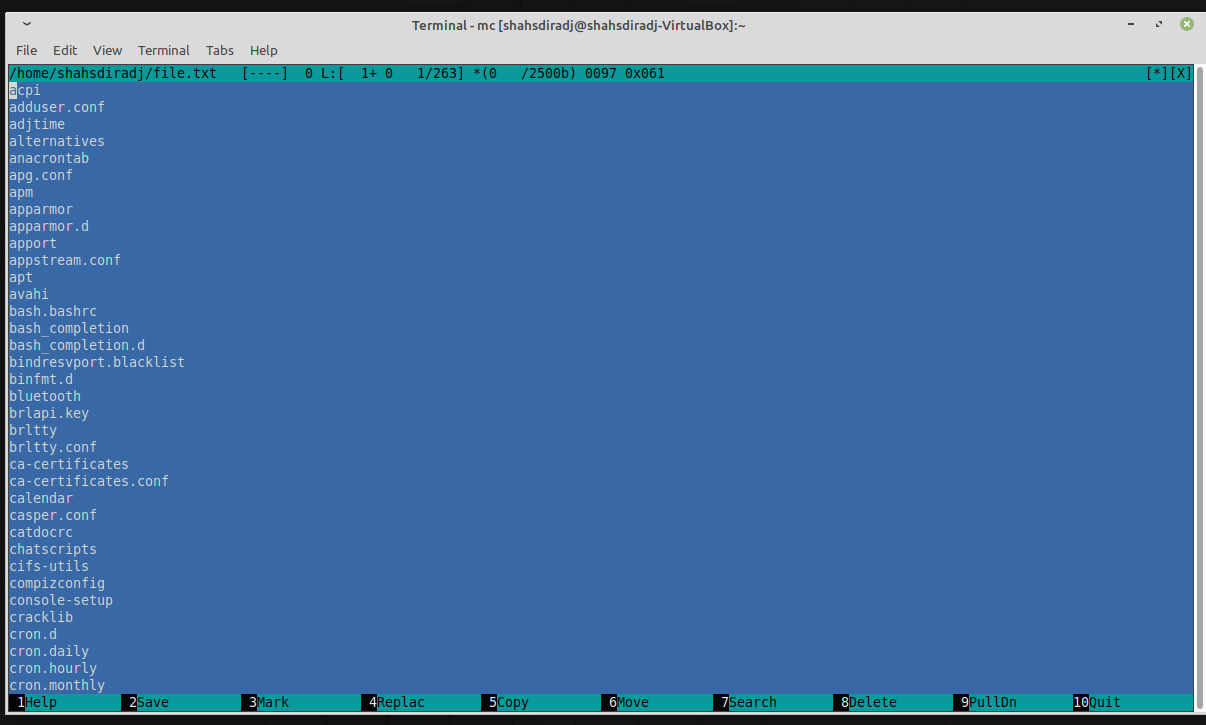 Terminal - mc [shahsdiradj@shahsdiradj-VirtualBox]:~
File Edit View Terminal Tabs Help
/home/shahsdiradj/file.txt   [----]  0 L:[  1+ 0   1/263] *(0   /2500b) 0097 0x061 [*][X]
acpi
adduser.conf
adjtime
alternatives
anacrontab
apg.conf
apm
apparmor
apparmor.d
apport
appstream.conf
apt
avahi
bash.bashrc
bash_completion
bash_completion.d
bindresvport.blacklist
binfmt.d
bluetooth
brlapi.key
brltty
brltty.conf
ca-certificates
ca-certificates.conf
calendar
casper.conf
catdocrc
chatscripts
cifs-utils
compizconfig
console-setup
cracklib
cron.d
cron.daily
cron.hourly
cron.monthly
1Help 2Save 3Mark 4Replac 5Copy 6Move 7Search 8Delete 9PullDn 10Quit